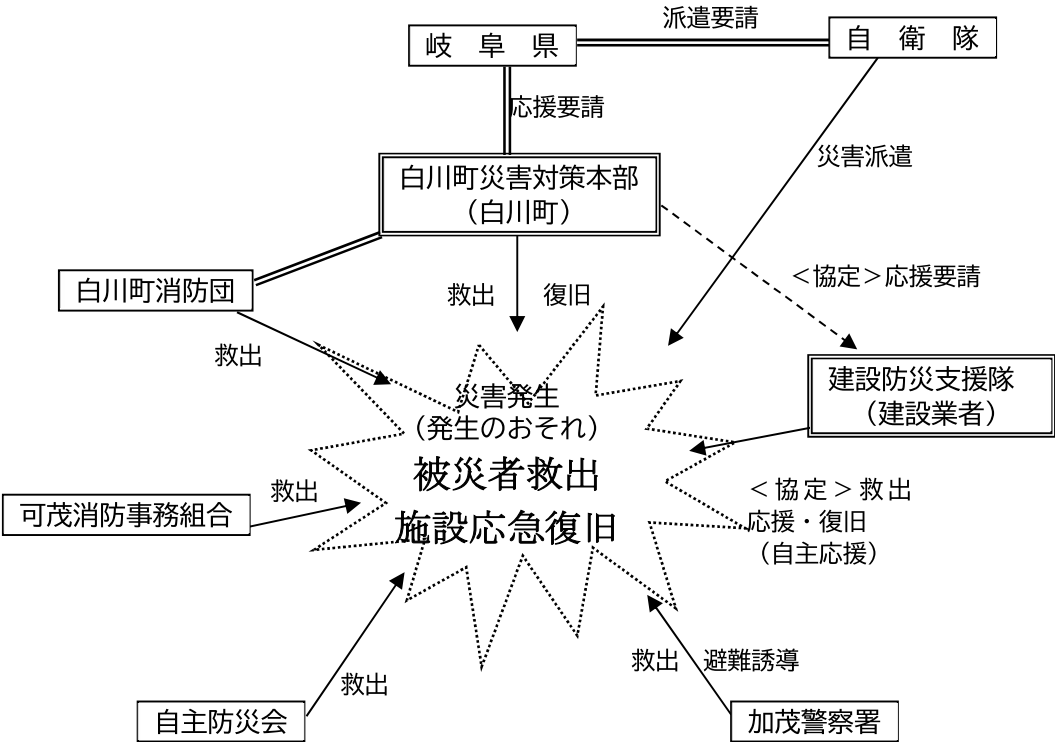 派遣要請
岐　阜　県
自　衛　隊
応援要請
災害派遣
白川町災害対策本部
（白川町）
＜協定＞応援要請
白川町消防団
救出　　復旧
救出
建設防災支援隊
（建設業者）
災害発生
（発生のおそれ）
被災者救出
施設応急復旧
救出
可茂消防事務組合
＜協定＞救出
応援・復旧
（自主応援）
救出　避難誘導
救出
自主防災会
加茂警察署